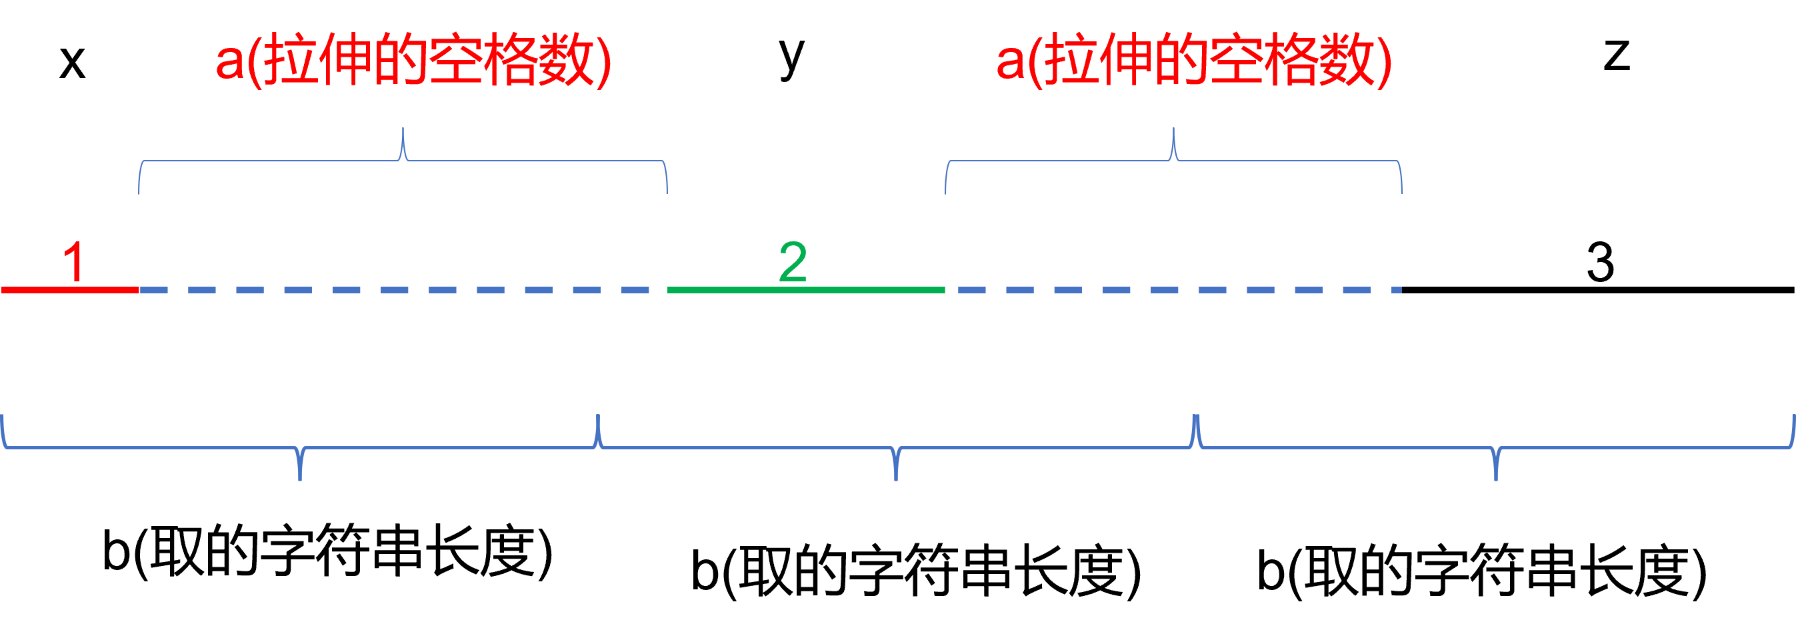 x a(拉伸的空格数) y a(拉伸的空格数) z
1 2 3
b(取的字符串长度) b(取的字符串长度) b(取的字符串长度)